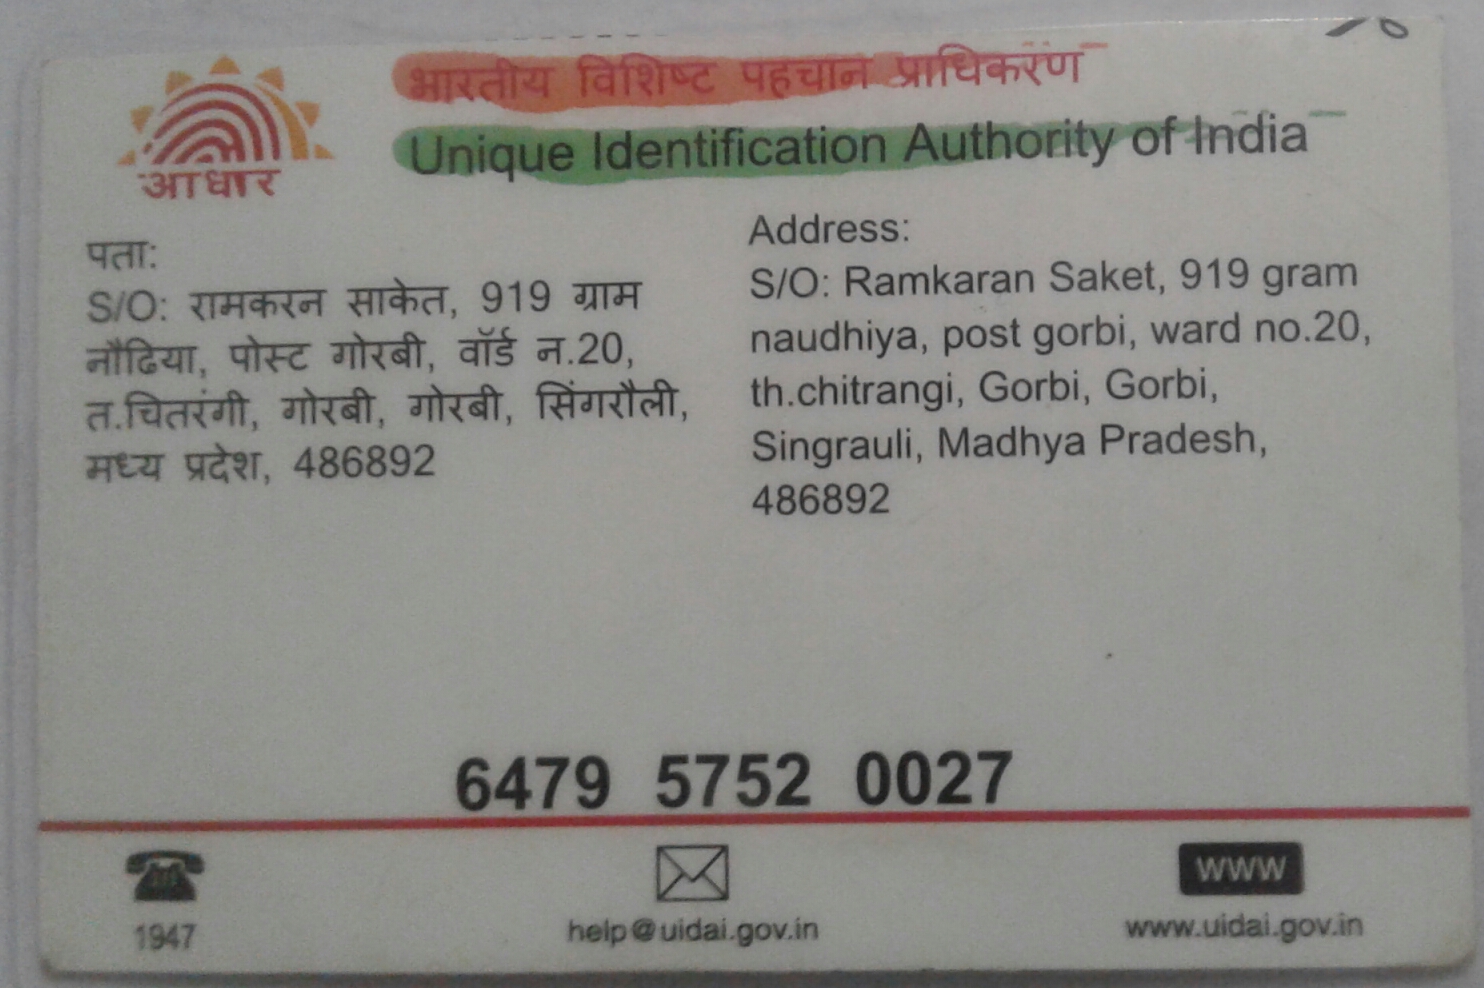 भारतीय विशिष्ट पहचान प्राधिकरण
Unique Identification Authority of India
आधार
पता:
S/O: रामकरन साकेत, 919 ग्राम
नौढिया, पोस्ट गोरबी, वॉर्ड न.20,
त.चितरंगी, गोरबी, गोरबी, सिंगरौली,
मध्य प्रदेश, 486892
Address:
S/O: Ramkaran Saket, 919 gram
naudhiya, post gorbi, ward no.20,
th.chitrangi, Gorbi, Gorbi,
Singrauli, Madhya Pradesh,
486892
6479 5752 0027
1947
help@uidai.gov.in
www
www.uidai.gov.in